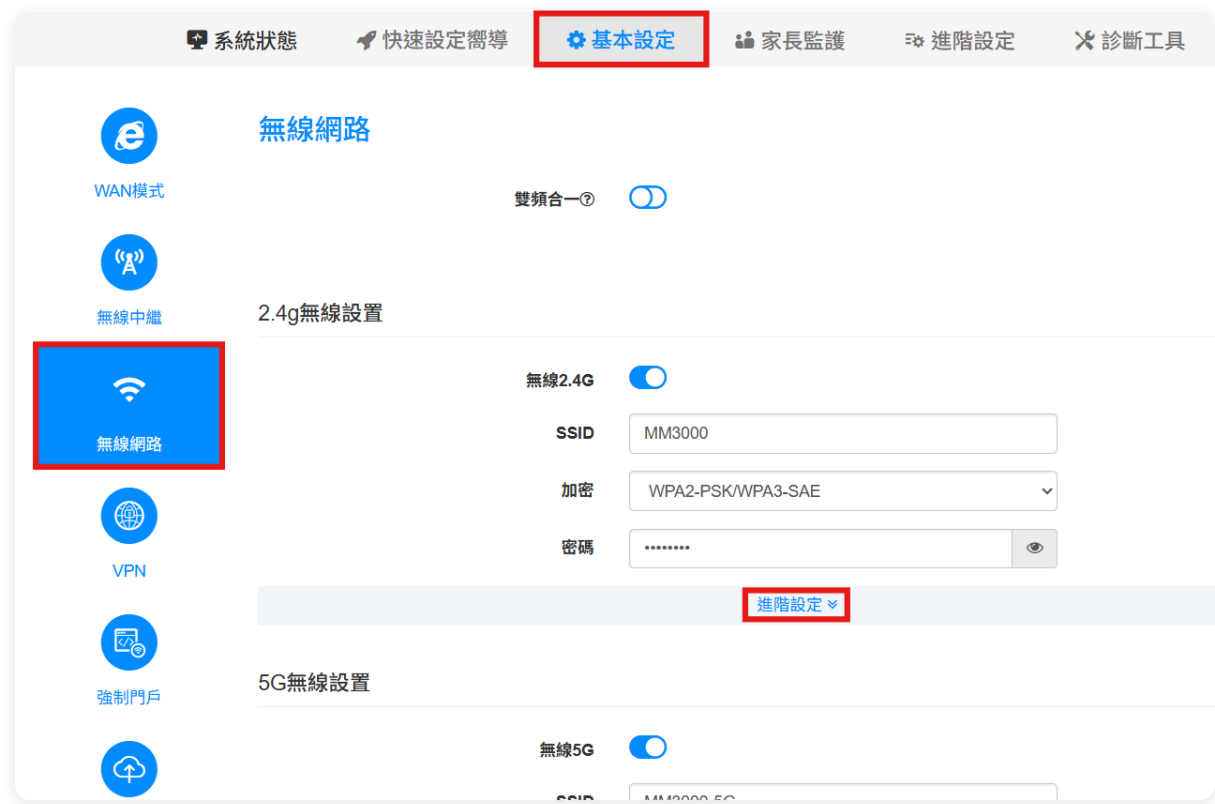 系統狀態
快速設定嚮導
基本設定
家長監護
進階設定
診斷工具
WAN模式
無線中繼
無線網路
VPN
強制門戶
無線網路
雙頻合一?
2.4g無線設置
無線2.4G
SSID MM3000
加密 WPA2-PSK/WPA3-SAE
密碼 ••••••••
進階設定
5G無線設置
無線5G
SSID MM3000-5G